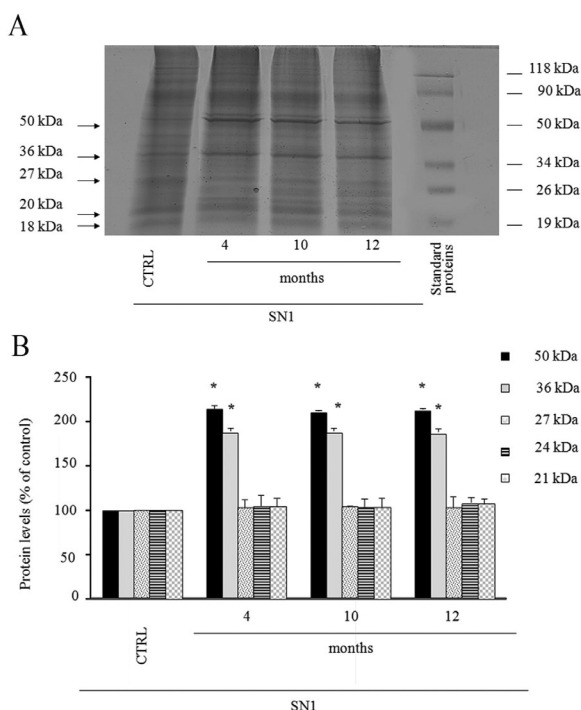 A
50 kDa
36 kDa
27 kDa
20 kDa
18 kDa
118 kDa
90 kDa
50 kDa
34 kDa
26 kDa
19 kDa
CTRL
4 10 12
months
Standard
proteins
SN1
B
50 kDa
36 kDa
27 kDa
24 kDa
21 kDa
Protein levels (% of control)
250
200
150
100
50
0
* * * * * *
CTRL
4 10 12
months
SN1